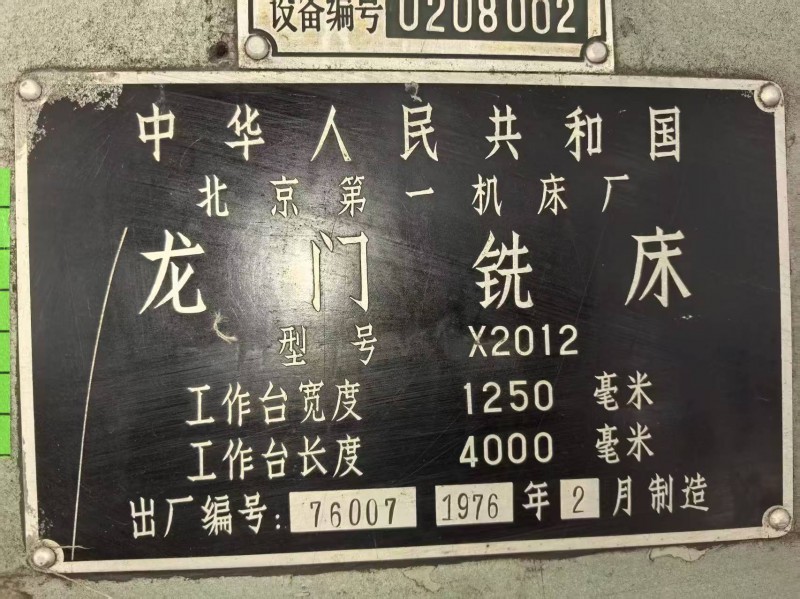 设备编号 0208002
中华人民共和国
北京第一机床厂
龙门铣床
型号 X2012
工作台宽度 1250 毫米
工作台长度 4000 毫米
出厂编号: 76007 1976 年 2 月制造